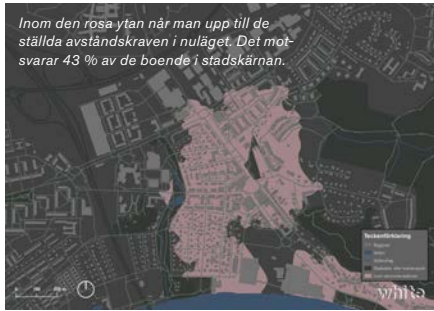 Inom den rosa ytan når man upp till de
ställda avståndskraven i nuläget. Det mot-
svarar 43 % av de boende i stadskärnan.
Teckenförklaring
white